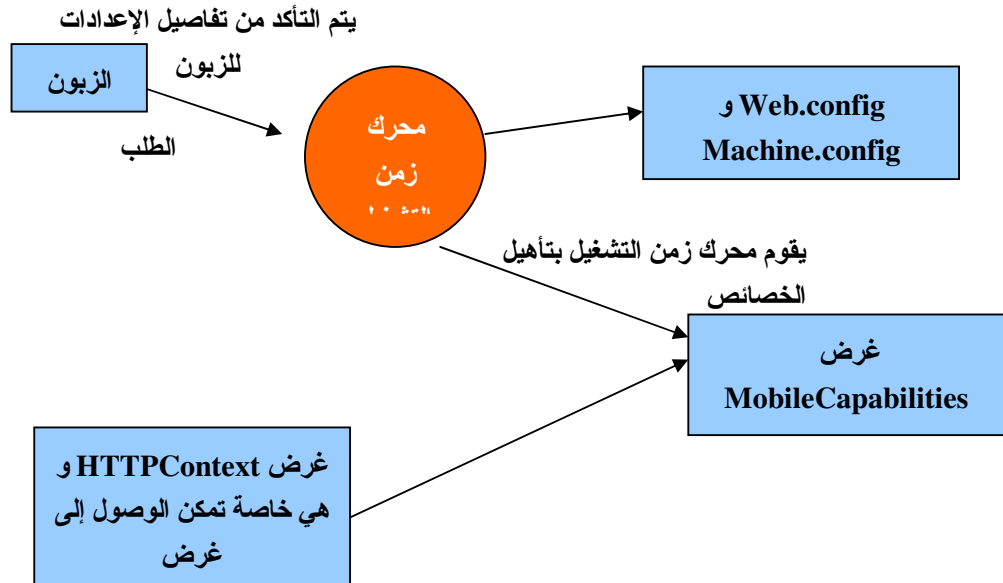 يتم التأكد من تفاصيل الإعدادات
للزبون
الزبون
الطلب
محرك
زمن
Web.config و
Machine.config
يقوم محرك زمن التشغيل بتأهيل
الخصائص
غرض
MobileCapabilities
غرض HTTPContext و
هي خاصة تمكن الوصول إلى
غرض